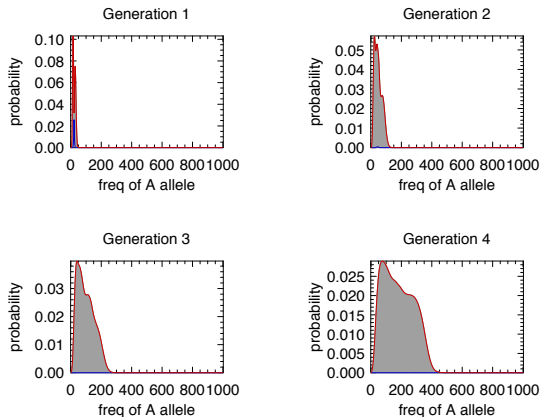 Generation 1
0.10
0.08
0.06
0.04
0.02
0.00
probability
0 200 400 600 8001000
freq of A allele
Generation 2
0.05
0.04
0.03
0.02
0.01
0.00
probability
0 200 400 600 8001000
freq of A allele
Generation 3
0.03
0.02
0.01
0.00
probability
0 200 400 600 8001000
freq of A allele
Generation 4
0.025
0.020
0.015
0.010
0.005
0.000
probability
0 200 400 600 8001000
freq of A allele